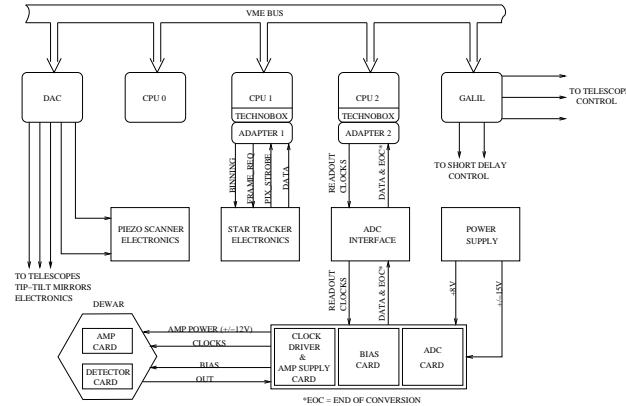 VME BUS
DAC
CPU 0
CPU 1
TECHNOBOX
ADAPTER 1
CPU 2
TECHNOBOX
ADAPTER 2
GALIL
TO TELESCOPE
CONTROL
TO SHORT DELAY
CONTROL
BINNING
FRAME_REQ
PIX_STROBE
DATA
READOUT
CLOCKS
DATA & EOC*
PIEZO SCANNER
ELECTRONICS
STAR TRACKER
ELECTRONICS
ADC
INTERFACE
POWER
SUPPLY
TO TELESCOPES
TIP-TILT MIRRORS
ELECTRONICS
READOUT
CLOCKS
DATA & EOC*
+8V
+/-15V
DEWAR
AMP
CARD
DETECTOR
CARD
AMP POWER (+/-12V)
CLOCKS
BIAS
OUT
CLOCK
DRIVER
&
AMP SUPPLY
CARD
BIAS
CARD
ADC
CARD
*EOC = END OF CONVERSION